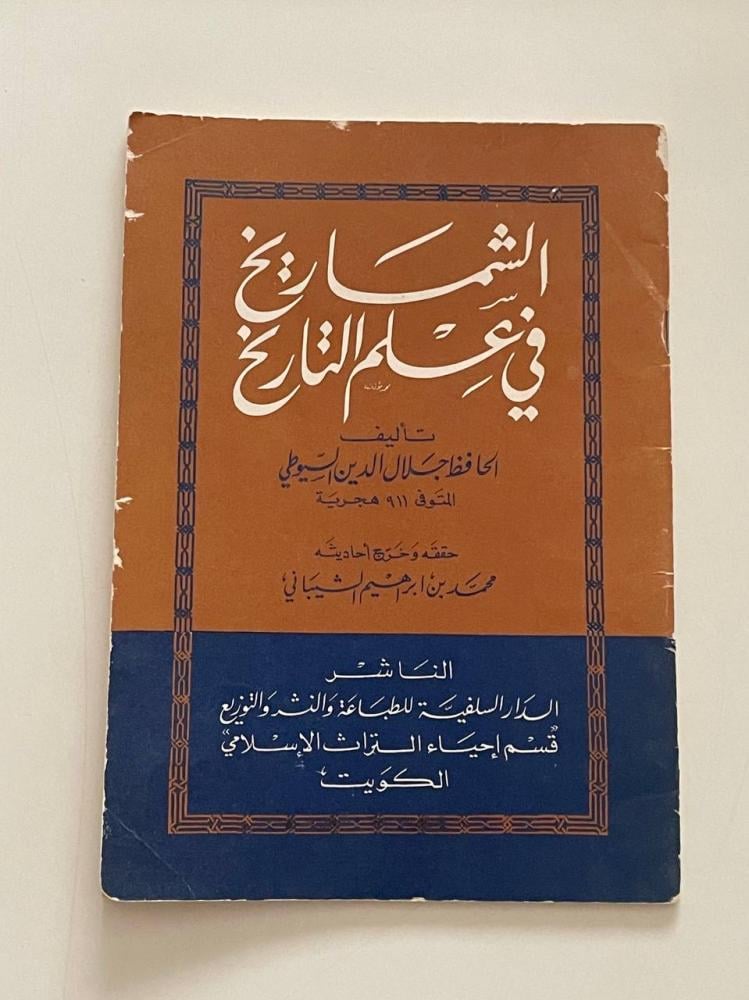 الشماريخ
في علم التاريخ
تأليف
الحافظ جلال الدين السيوطي
المتوفى ٩١١ هجرية
حققه وخرج أحاديثه
محمد بن ابراهيم الشيباني
الناشر
الدار السلفية للطباعة والنشر والتوزيع
"قسم إحياء التراث الإسلامي"
الكويت